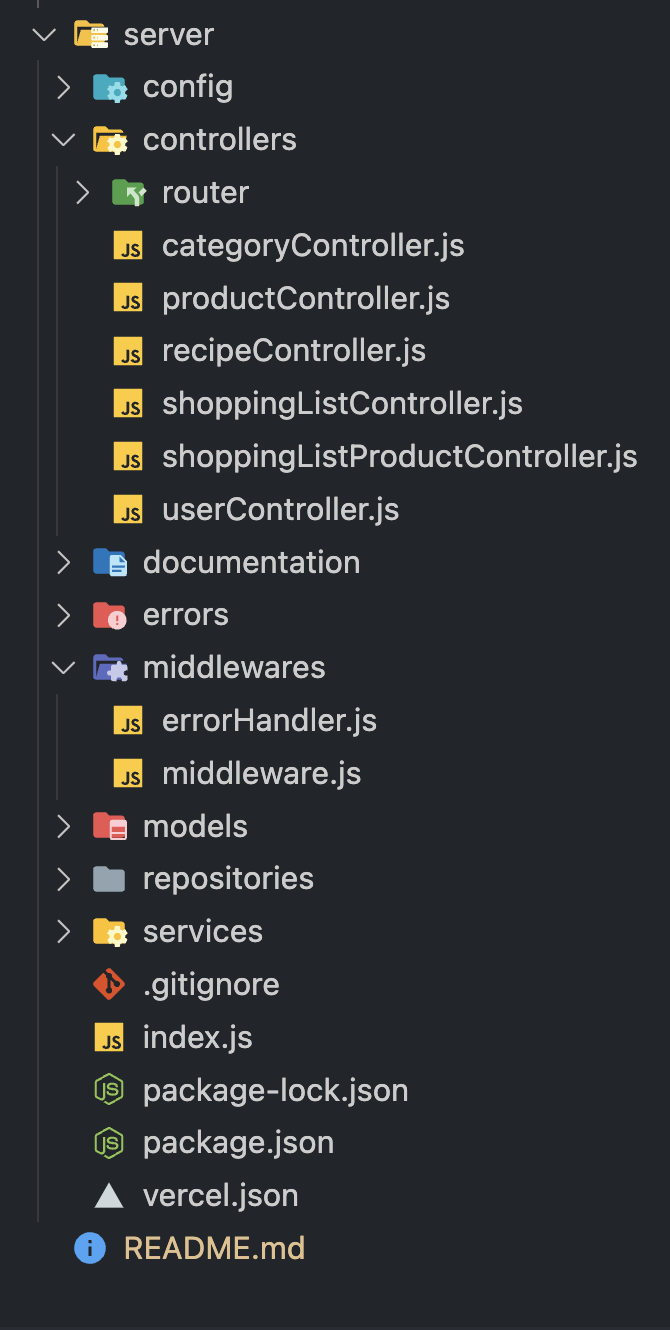 server
config
controllers
router
JS categoryController.js
JS productController.js
JS recipeController.js
JS shoppingListController.js
JS shoppingListProductController.js
JS userController.js
documentation
errors
middlewares
JS errorHandler.js
JS middleware.js
models
repositories
services
.gitignore
JS index.js
JS package-lock.json
JS package.json
vercel.json
i README.md